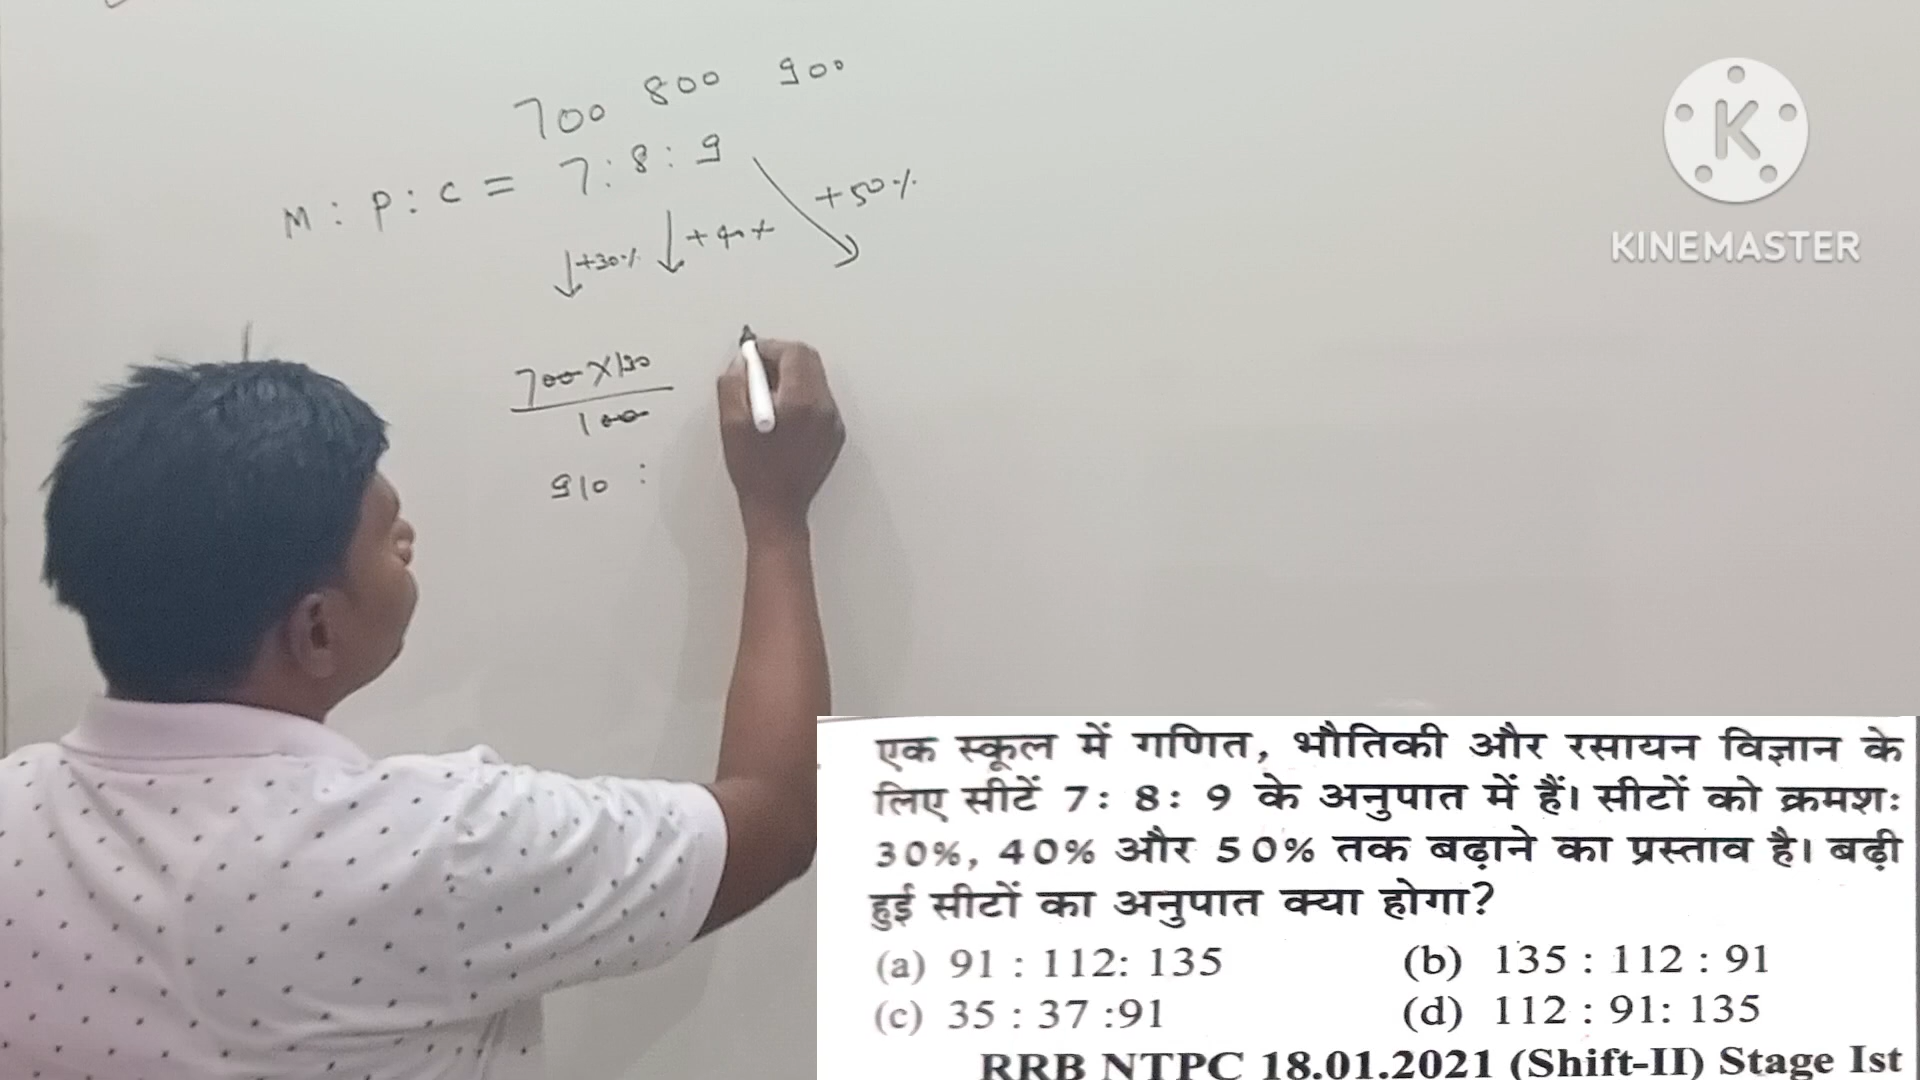 700 800 900
M : P : C = 7 : 8 : 9
+30% +40% +50%
700 X 130
100
910 :
K
KINEMASTER
एक स्कूल में गणित, भौतिकी और रसायन विज्ञान के
लिए सीटें 7: 8: 9 के अनुपात में हैं। सीटों को क्रमशः
30%, 40% और 50% तक बढ़ाने का प्रस्ताव है। बढ़ी
हुई सीटों का अनुपात क्या होगा?
(a) 91 : 112: 135 (b) 135 : 112 : 91
(c) 35 : 37 :91 (d) 112 : 91: 135
RRB NTPC 18.01.2021 (Shift-II) Stage Ist